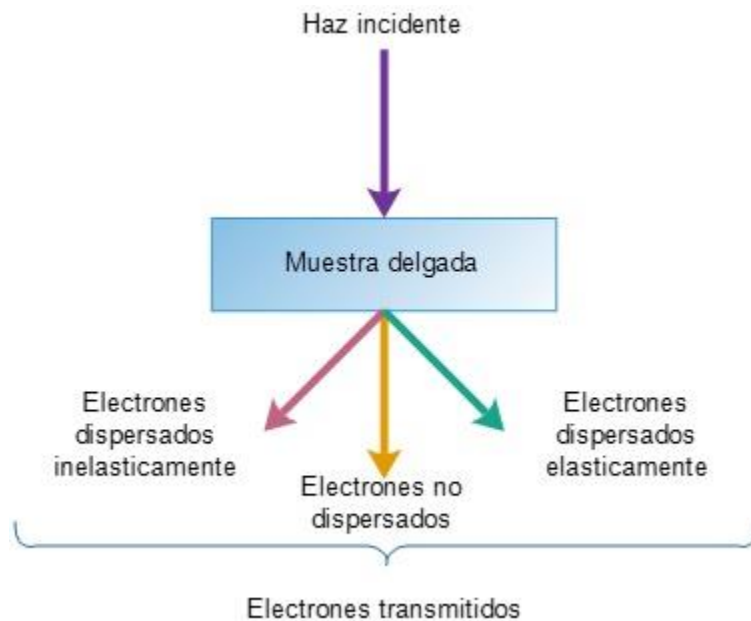 Haz incidente
Muestra delgada
Electrones
dispersados
inelasticamente
Electrones no
dispersados
Electrones
dispersados
elasticamente
Electrones transmitidos